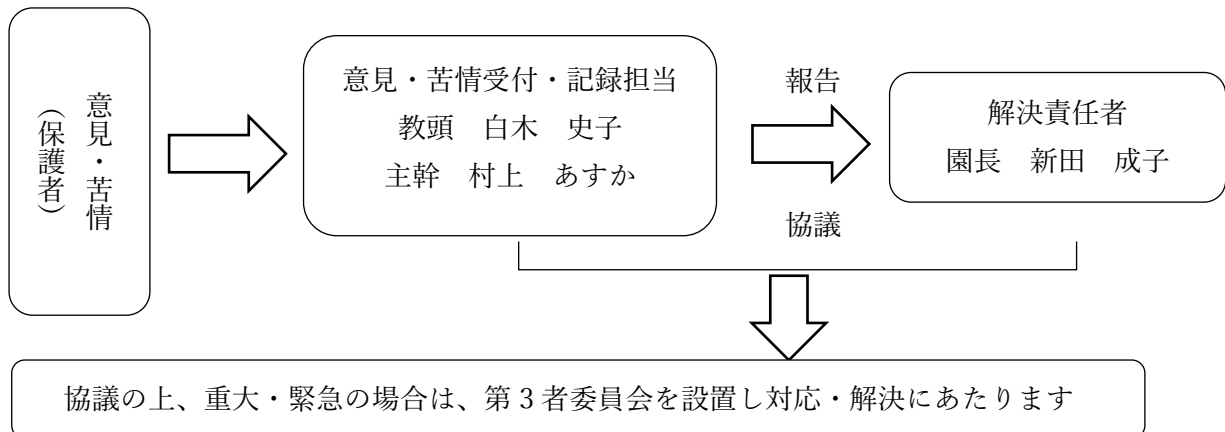 意見・苦情
(保護者)
意見・苦情受付・記録担当
教頭　白木　史子
主幹　村上　あすか
報告
協議
解決責任者
園長　新田　成子
協議の上、重大・緊急の場合は、第３者委員会を設置し対応・解決にあたります